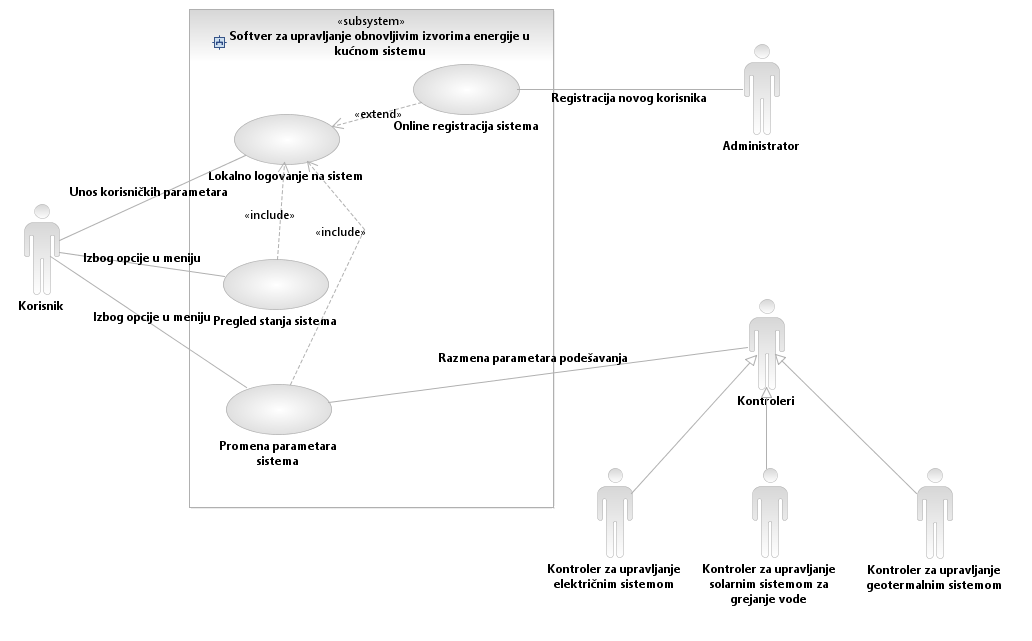 «subsystem»
Softver za upravljanje obnovljivim izvorima energije u
kućnom sistemu
Registracija novog korisnika
«extend»
Online registracija sistema
Administrator
Lokalno logovanje na sistem
Unos korisničkih parametara
«include»
«include»
Izbog opcije u meniju
Korisnik
Izbog opcije u meniju
Pregled stanja sistema
Razmena parametara podešavanja
Kontroleri
Promena parametara
sistema
Kontroler za upravljanje
električnim sistemom
Kontroler za upravljanje
solarnim sistemom za
grejanje vode
Kontroler za upravljanje
geotermalnim sistemom